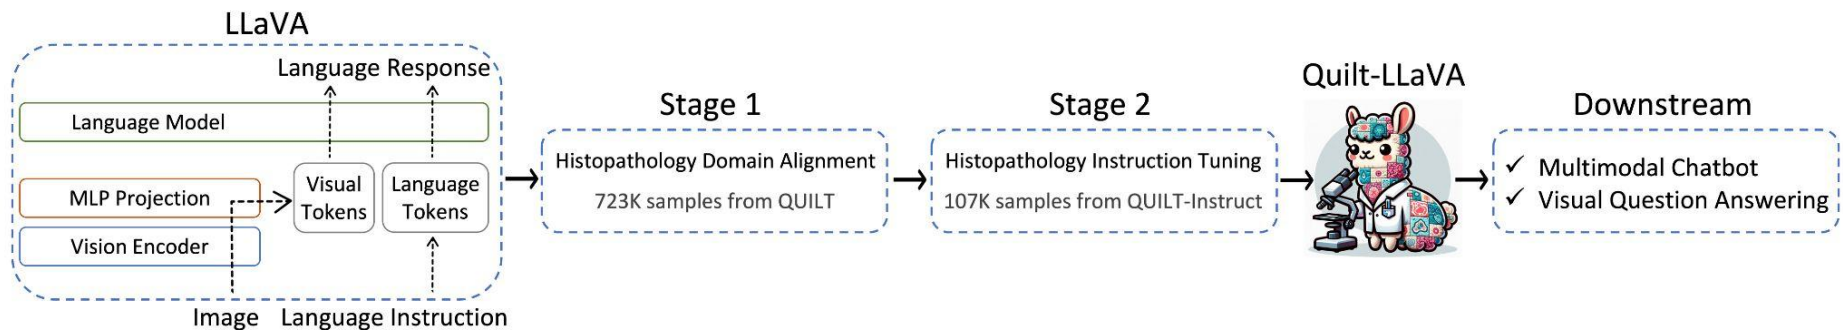 LLaVA
Language Response
Language Model
MLP Projection
Vision Encoder
Visual
Tokens
Language
Tokens
Image
Language Instruction
Stage 1
Histopathology Domain Alignment
723K samples from QUILT
Stage 2
Histopathology Instruction Tuning
107K samples from QUILT-Instruct
Quilt-LLaVA
Downstream
✓ Multimodal Chatbot
✓ Visual Question Answering